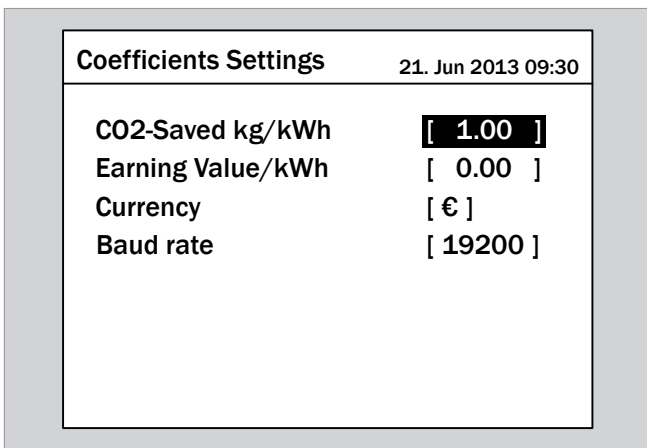 Coefficients Settings 21. Jun 2013 09:30
CO2-Saved kg/kWh [ 1.00 ]
Earning Value/kWh [ 0.00 ]
Currency [ € ]
Baud rate [ 19200 ]